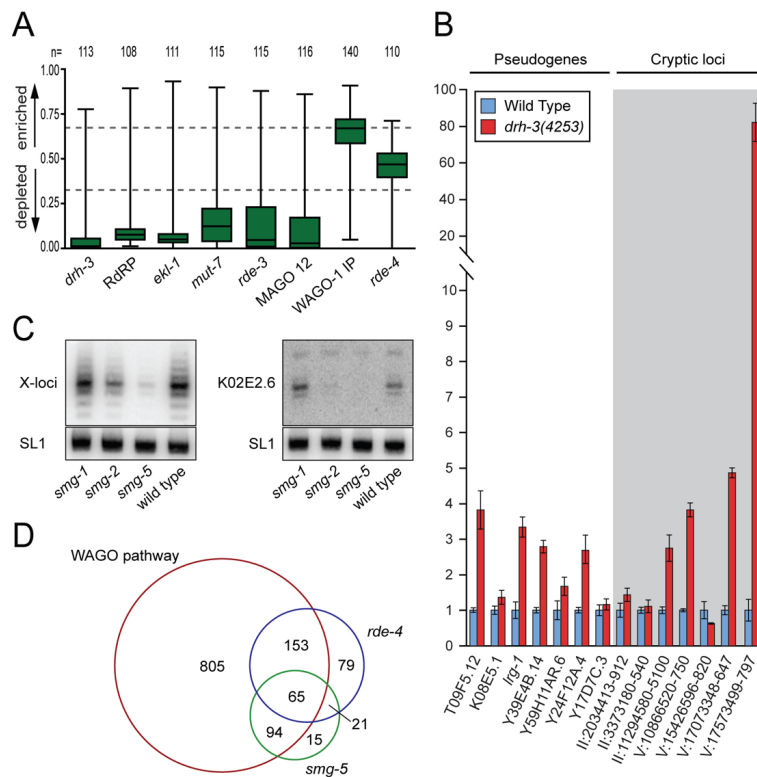 A
n= 113 108 111 115 115 116 140 110
enriched
depleted
1.00
0.75
0.50
0.25
0.00
drh-3 RdRP ekl-1 mut-7 rde-3 MAGO 12 WAGO-1 IP rde-4
B
Pseudogenes Cryptic loci
Wild Type
drh-3(4253)
100
80
60
40
20
10
9
8
7
6
5
4
3
2
1
0
T09F5.12 K08E5.1 lrg-1 Y39E4B.14 Y59H11AR.6 Y24F12A.4 Y17D7C.3 II:2034413-912 II:3373180-540 II:11294580-5100 V:10866520-750 V:15426596-820 V:17073348-647 V:17573499-797
C
X-loci
SL1
smg-1 smg-2 smg-5 wild type
K02E2.6
SL1
smg-1 smg-2 smg-5 wild type
D
WAGO pathway
rde-4
805 153 79
65
94 15 21
smg-5